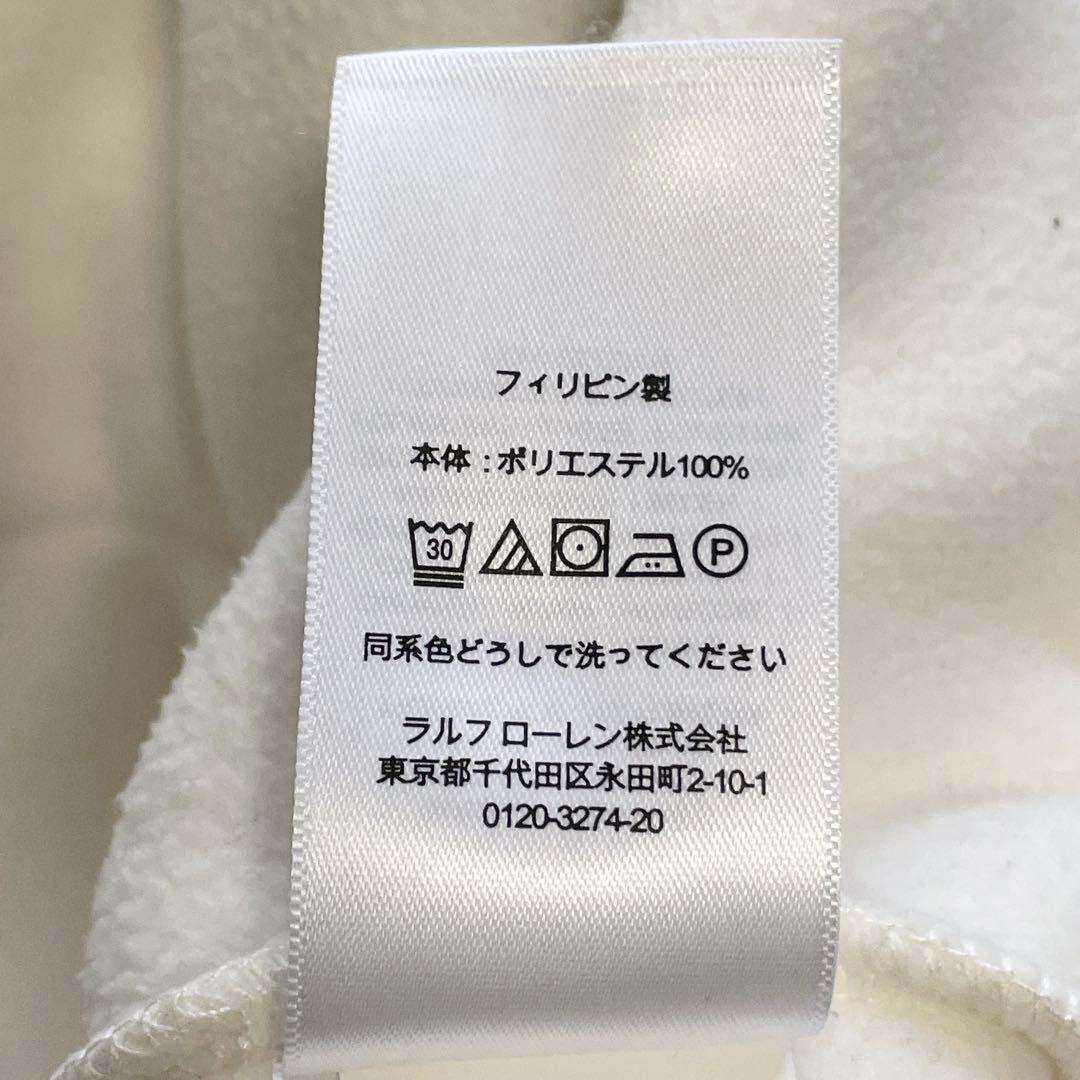 フィリピン製
本体 : ポリエステル100%
30 P
同系色どうしで洗ってください
ラルフ ローレン株式会社
東京都千代田区永田町2-10-1
0120-3274-20